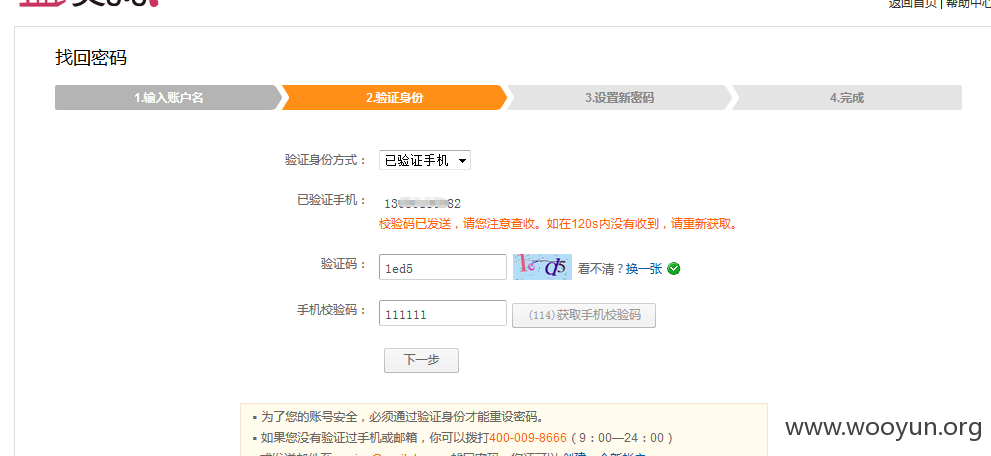 返回首页 | 帮助中心
找回密码
1.输入账户名 2.验证身份 3.设置新密码 4.完成
验证身份方式： 已验证手机
已验证手机： 13 82
校验码已发送，请您注意查收。如在120s内没有收到，请重新获取。
验证码： 1ed5 看不清？换一张
手机校验码： 111111 (114)获取手机校验码
下一步
▪ 为了您的账号安全，必须通过验证身份才能重设密码。
▪ 如果您没有验证过手机或邮箱，你可以拨打400-009-8666（9：00—24：00）
www.wooyun.org